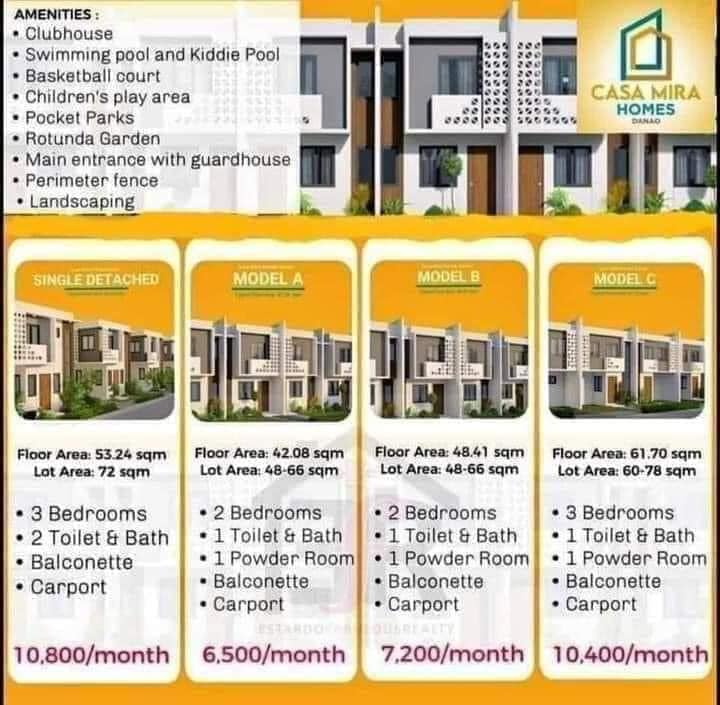 AMENITIES :
• Clubhouse
• Swimming pool and Kiddie Pool
• Basketball court
• Children's play area
• Pocket Parks
• Rotunda Garden
• Main entrance with guardhouse
• Perimeter fence
• Landscaping
CASA MIRA
HOMES
DANAO
SINGLE DETACHED
Floor Area: 53.24 sqm
Lot Area: 72 sqm
• 3 Bedrooms
• 2 Toilet & Bath
• Balconette
• Carport
10,800/month
MODEL A
Floor Area: 42.08 sqm
Lot Area: 48-66 sqm
• 2 Bedrooms
• 1 Toilet & Bath
• 1 Powder Room
• Balconette
• Carport
6,500/month
MODEL B
Floor Area: 48.41 sqm
Lot Area: 48-66 sqm
• 2 Bedrooms
• 1 Toilet & Bath
• 1 Powder Room
• Balconette
• Carport
7,200/month
MODEL C
Floor Area: 61.70 sqm
Lot Area: 60-78 sqm
• 3 Bedrooms
• 1 Toilet & Bath
• 1 Powder Room
• Balconette
• Carport
10,400/month